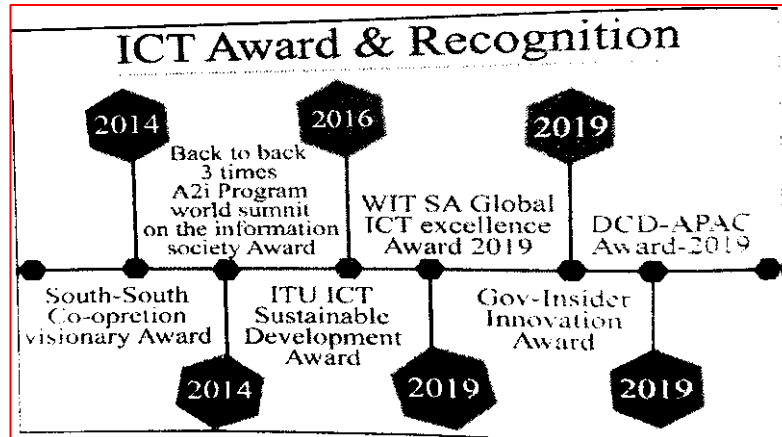 ICT Award & Recognition
2014
2016
2019
Back to back
3 times
A2i Program
world summit
on the information
society Award
WIT SA Global
ICT excellence
Award 2019
DCD-APAC
Award-2019
South-South
Co-opretion
visionary Award
ITU ICT
Sustainable
Development
Award
Gov-Insider
Innovation
Award
2014
2019
2019